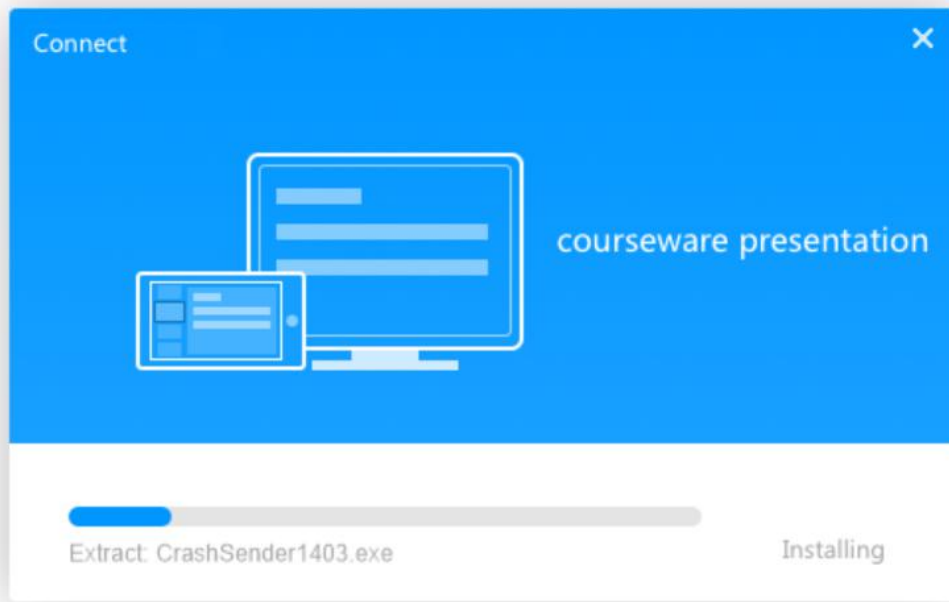 Connect
courseware presentation
Extract: CrashSender1403.exe
Installing